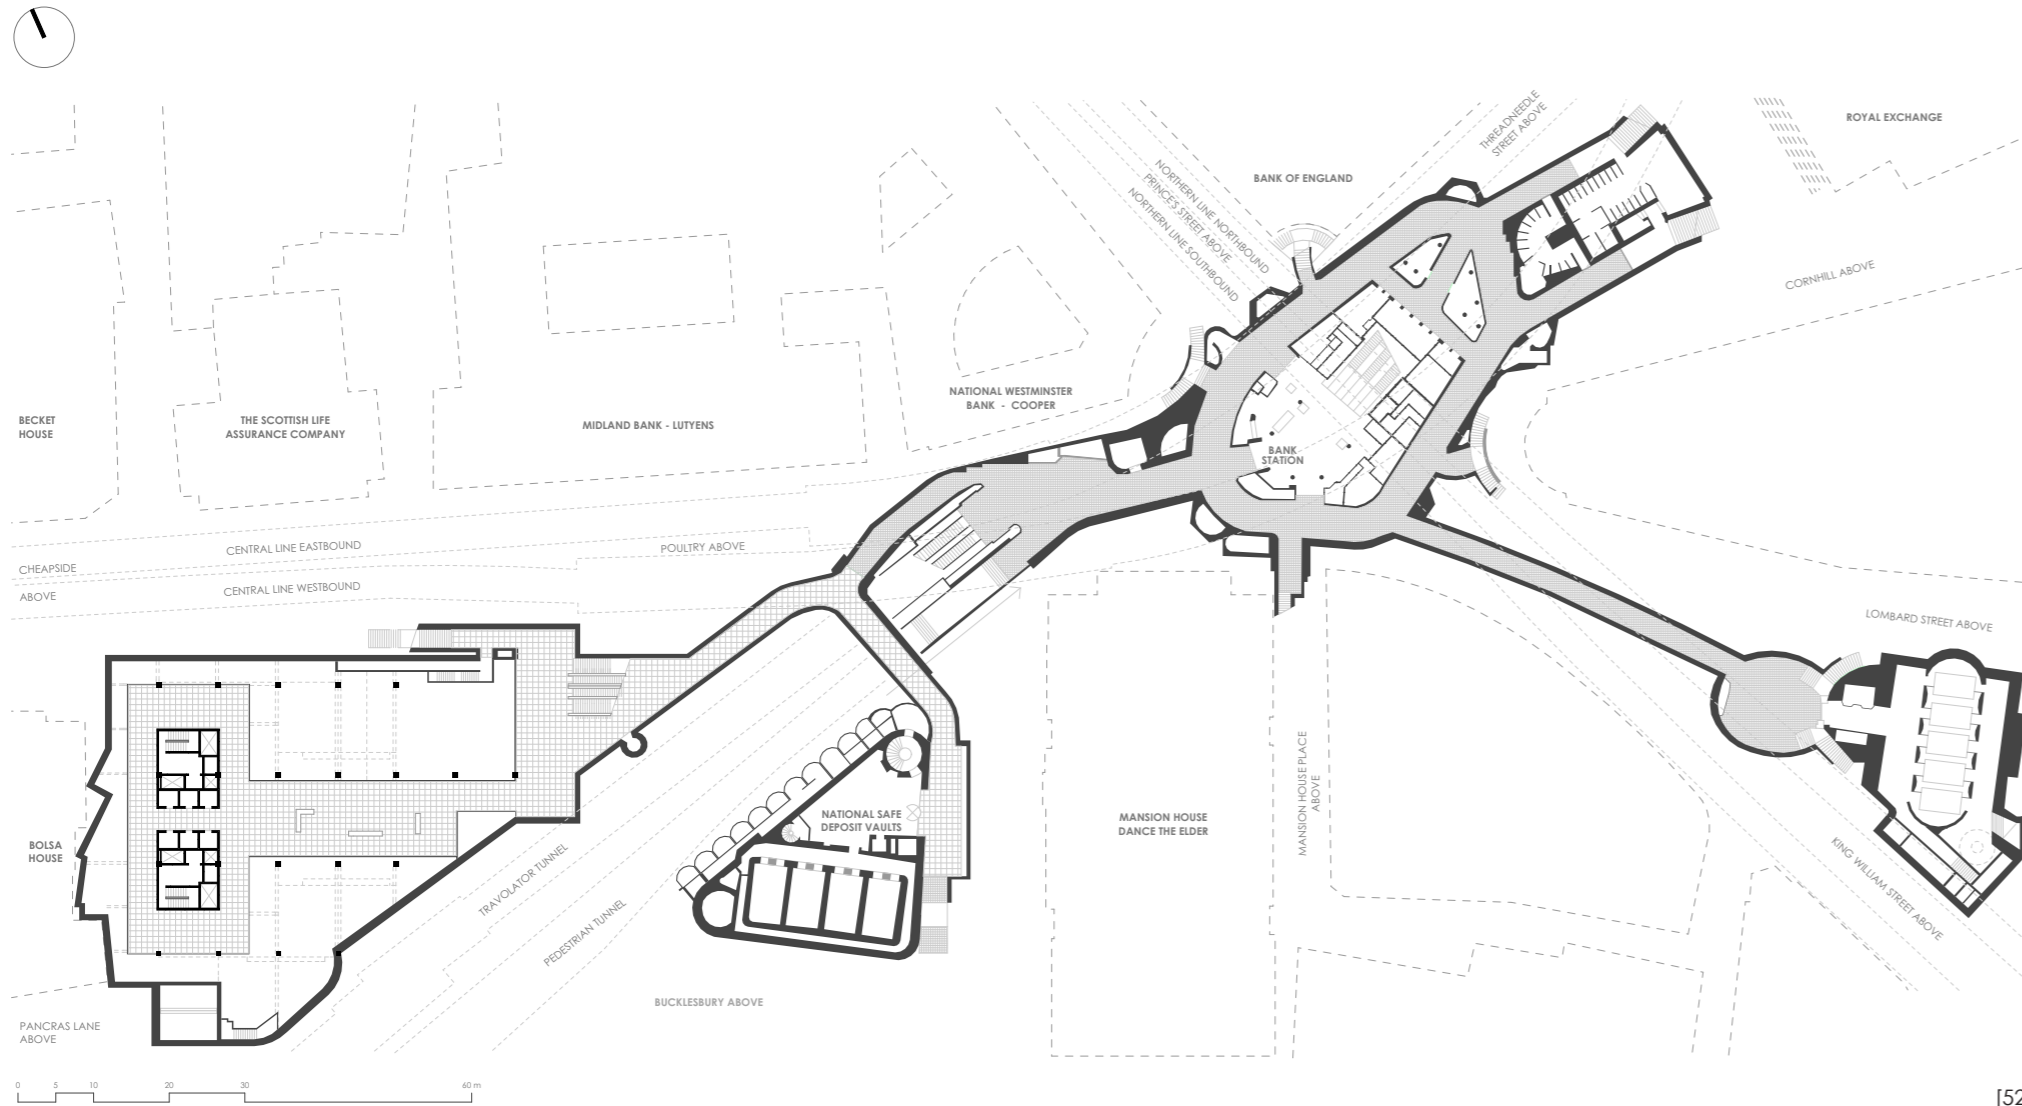 ROYAL EXCHANGE
THREADNEEDLE
STREET ABOVE
BANK OF ENGLAND
NORTHERN LINE NORTHBOUND
PRINCE'S STREET ABOVE
NORTHERN LINE SOUTHBOUND
CORNHILL ABOVE
NATIONAL WESTMINSTER
BANK - COOPER
BECKET
HOUSE
THE SCOTTISH LIFE
ASSURANCE COMPANY
MIDLAND BANK - LUTYENS
BANK
STATION
CENTRAL LINE EASTBOUND
POULTRY ABOVE
CHEAPSIDE
ABOVE
CENTRAL LINE WESTBOUND
LOMBARD STREET ABOVE
MANSION HOUSE PLACE
ABOVE
NATIONAL SAFE
DEPOSIT VAULTS
MANSION HOUSE
DANCE THE ELDER
BOLSA
HOUSE
TRAVOLATOR TUNNEL
PEDESTRIAN TUNNEL
KING WILLIAM STREET ABOVE
BUCKLESBURY ABOVE
PANCRAS LANE
ABOVE
0 5 10 20 30 60 m
[52